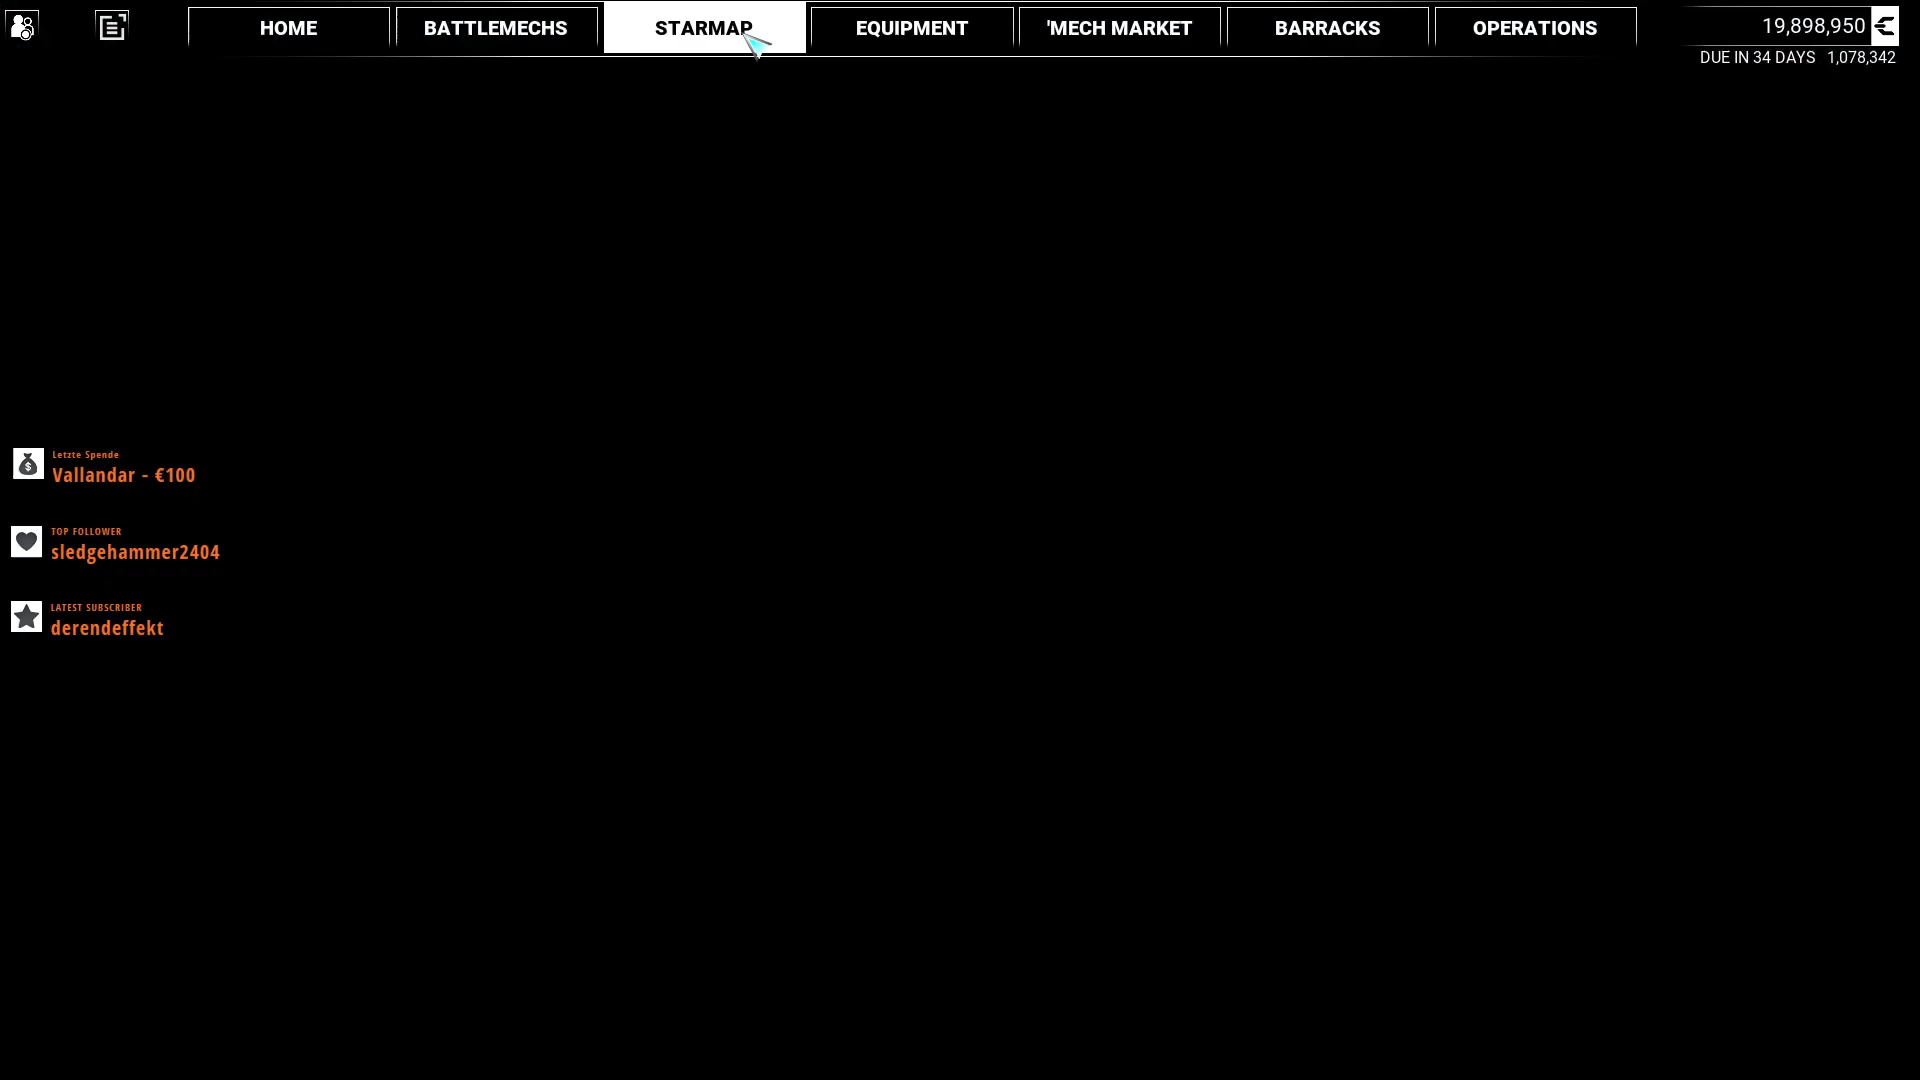 HOME
BATTLEMECHS
STARMAP
EQUIPMENT
'MECH MARKET
BARRACKS
OPERATIONS
19,898,950
DUE IN 34 DAYS 1,078,342
Letzte Spende
Vallandar - €100
TOP FOLLOWER
sledgehammer2404
LATEST SUBSCRIBER
derendeffekt